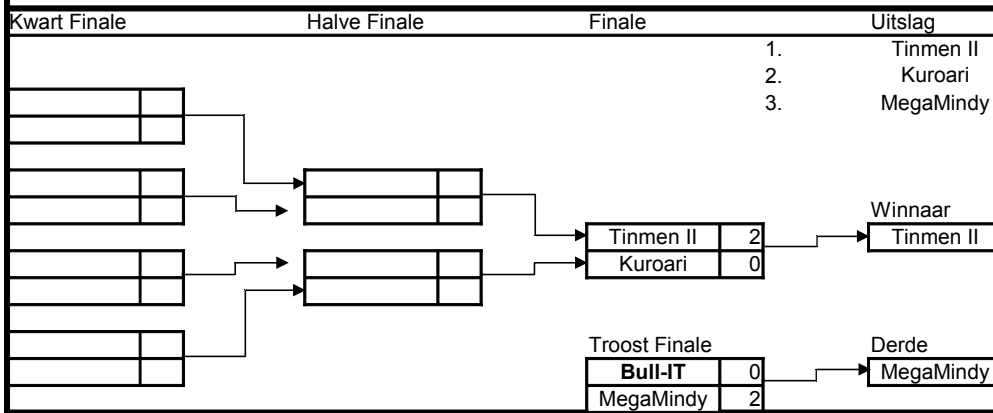 Kwart Finale Halve Finale Finale Uitslag
1. Tinmen II
2. Kuroari
3. MegaMindy
Winnaar
Tinmen II 2 Tinmen II
Kuroari 0
Troost Finale Derde
Bull-IT 0 MegaMindy
MegaMindy 2